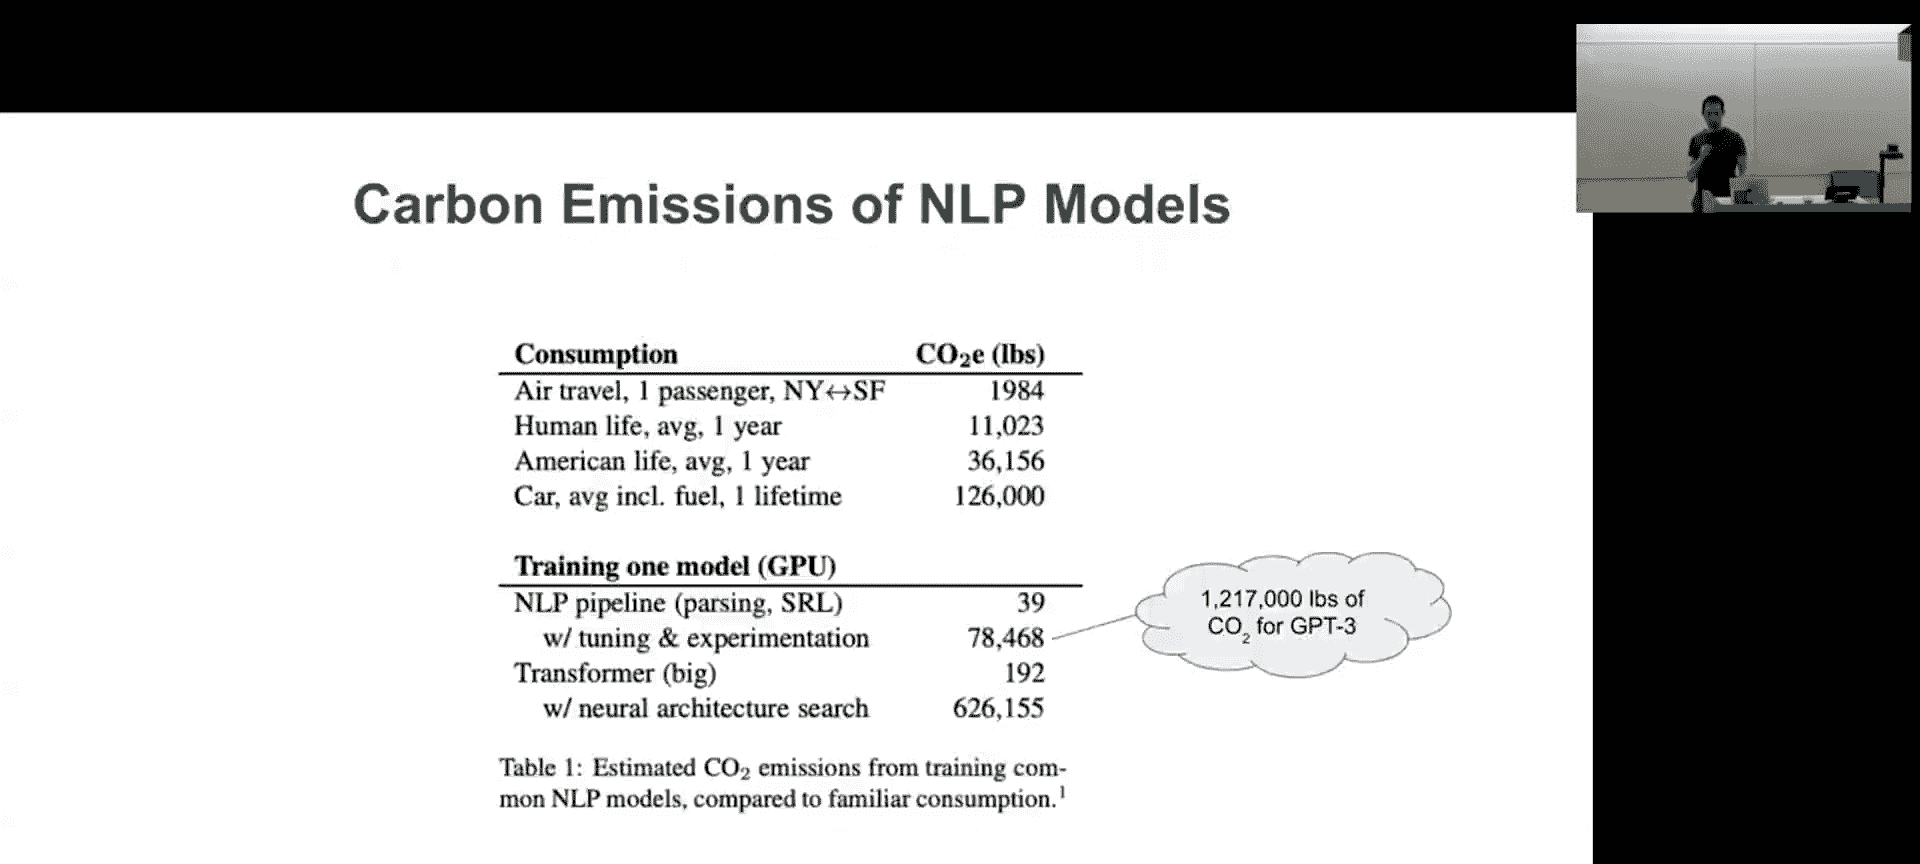 Carbon Emissions of NLP Models
Consumption CO₂e (lbs)
Air travel, 1 passenger, NY↔SF 1984
Human life, avg, 1 year 11,023
American life, avg, 1 year 36,156
Car, avg incl. fuel, 1 lifetime 126,000
Training one model (GPU)
NLP pipeline (parsing, SRL) 39
w/ tuning & experimentation 78,468
Transformer (big) 192
w/ neural architecture search 626,155
1,217,000 lbs of
CO₂ for GPT-3
Table 1: Estimated CO₂ emissions from training com-
mon NLP models, compared to familiar consumption.¹